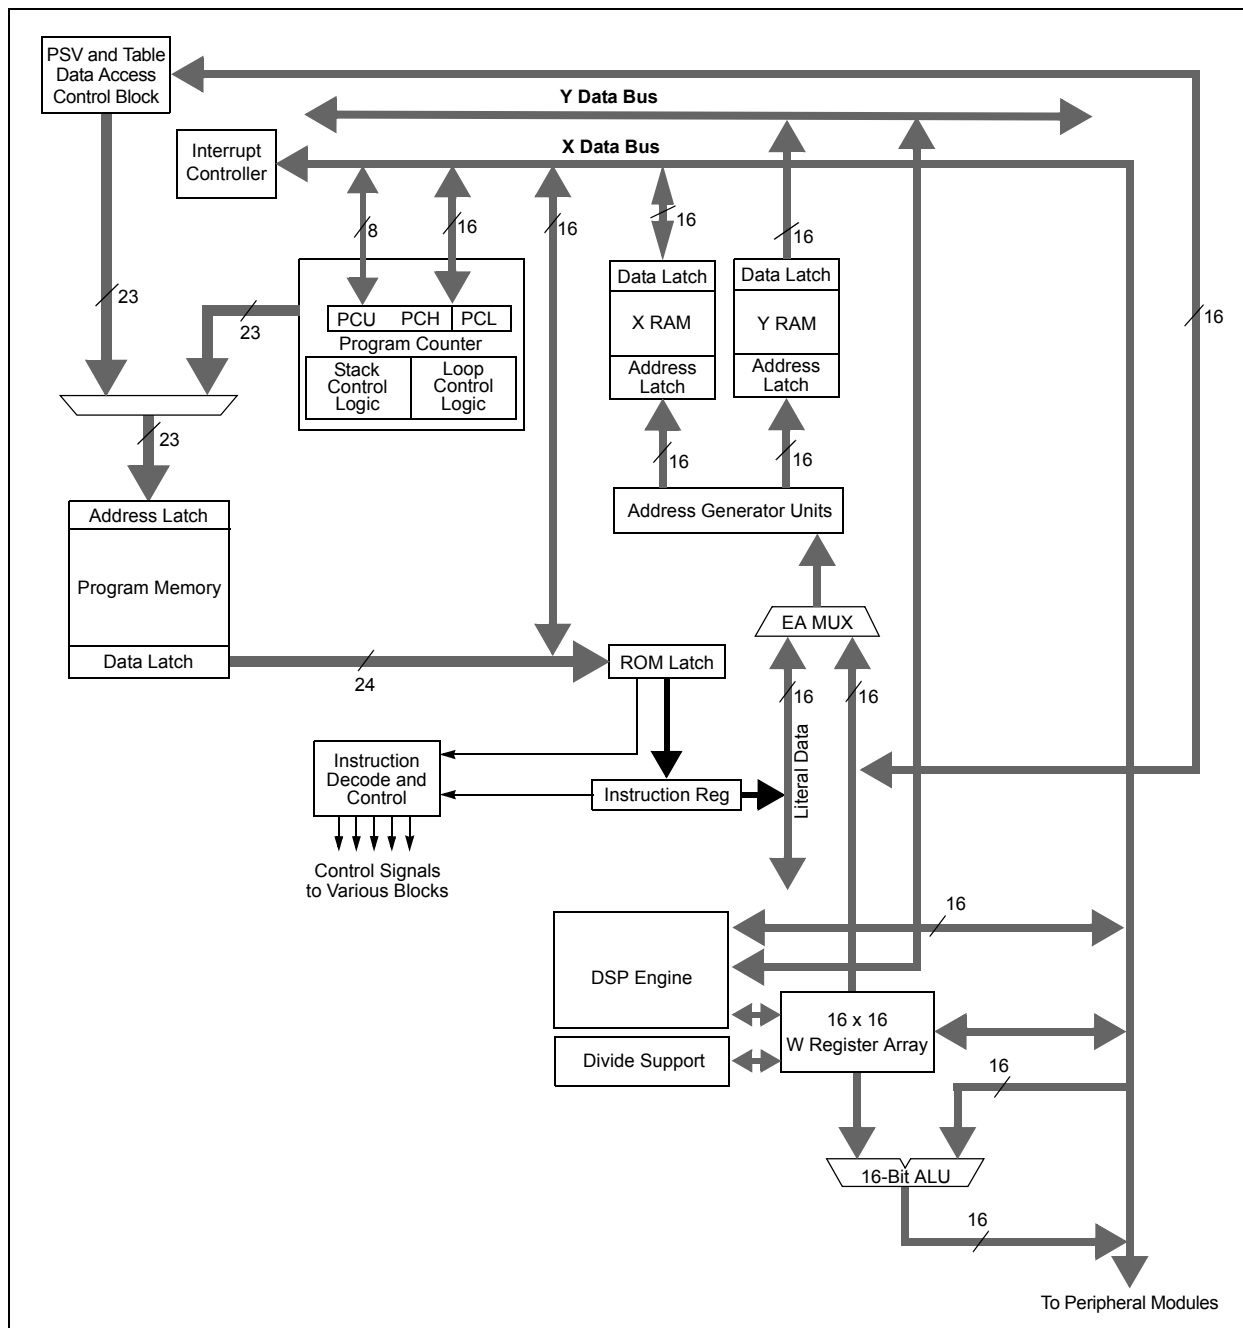 PSV and Table
Data Access
Control Block
Y Data Bus
Interrupt
Controller
X Data Bus
8
16
16
16
16
16
23
23
PCU PCH PCL
Program Counter
Stack
Control
Logic
Loop
Control
Logic
Data Latch
X RAM
Address
Latch
Data Latch
Y RAM
Address
Latch
23
16
16
Address Generator Units
Address Latch
Program Memory
Data Latch
24
EA MUX
ROM Latch
16
16
Literal Data
Instruction
Decode and
Control
Instruction Reg
Control Signals
to Various Blocks
16
DSP Engine
16 x 16
W Register Array
Divide Support
16
16-Bit ALU
16
To Peripheral Modules